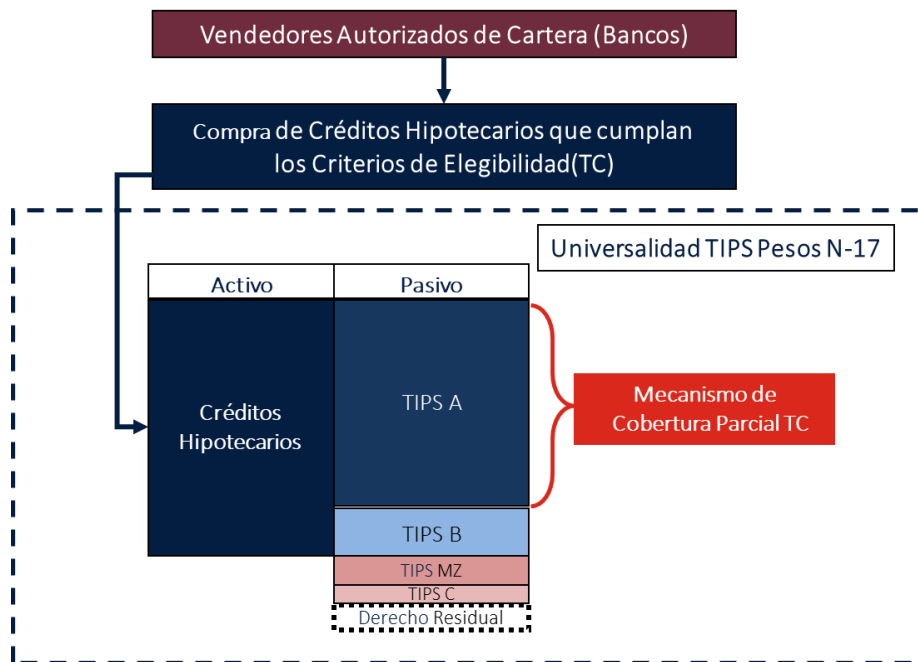 Vendedores Autorizados de Cartera (Bancos)
Compra de Créditos Hipotecarios que cumplan
los Criterios de Elegibilidad(TC)
Universalidad TIPS Pesos N-17
Activo
Pasivo
Créditos
Hipotecarios
TIPS A
Mecanismo de
Cobertura Parcial TC
TIPS B
TIPS MZ
TIPS C
Derecho Residual